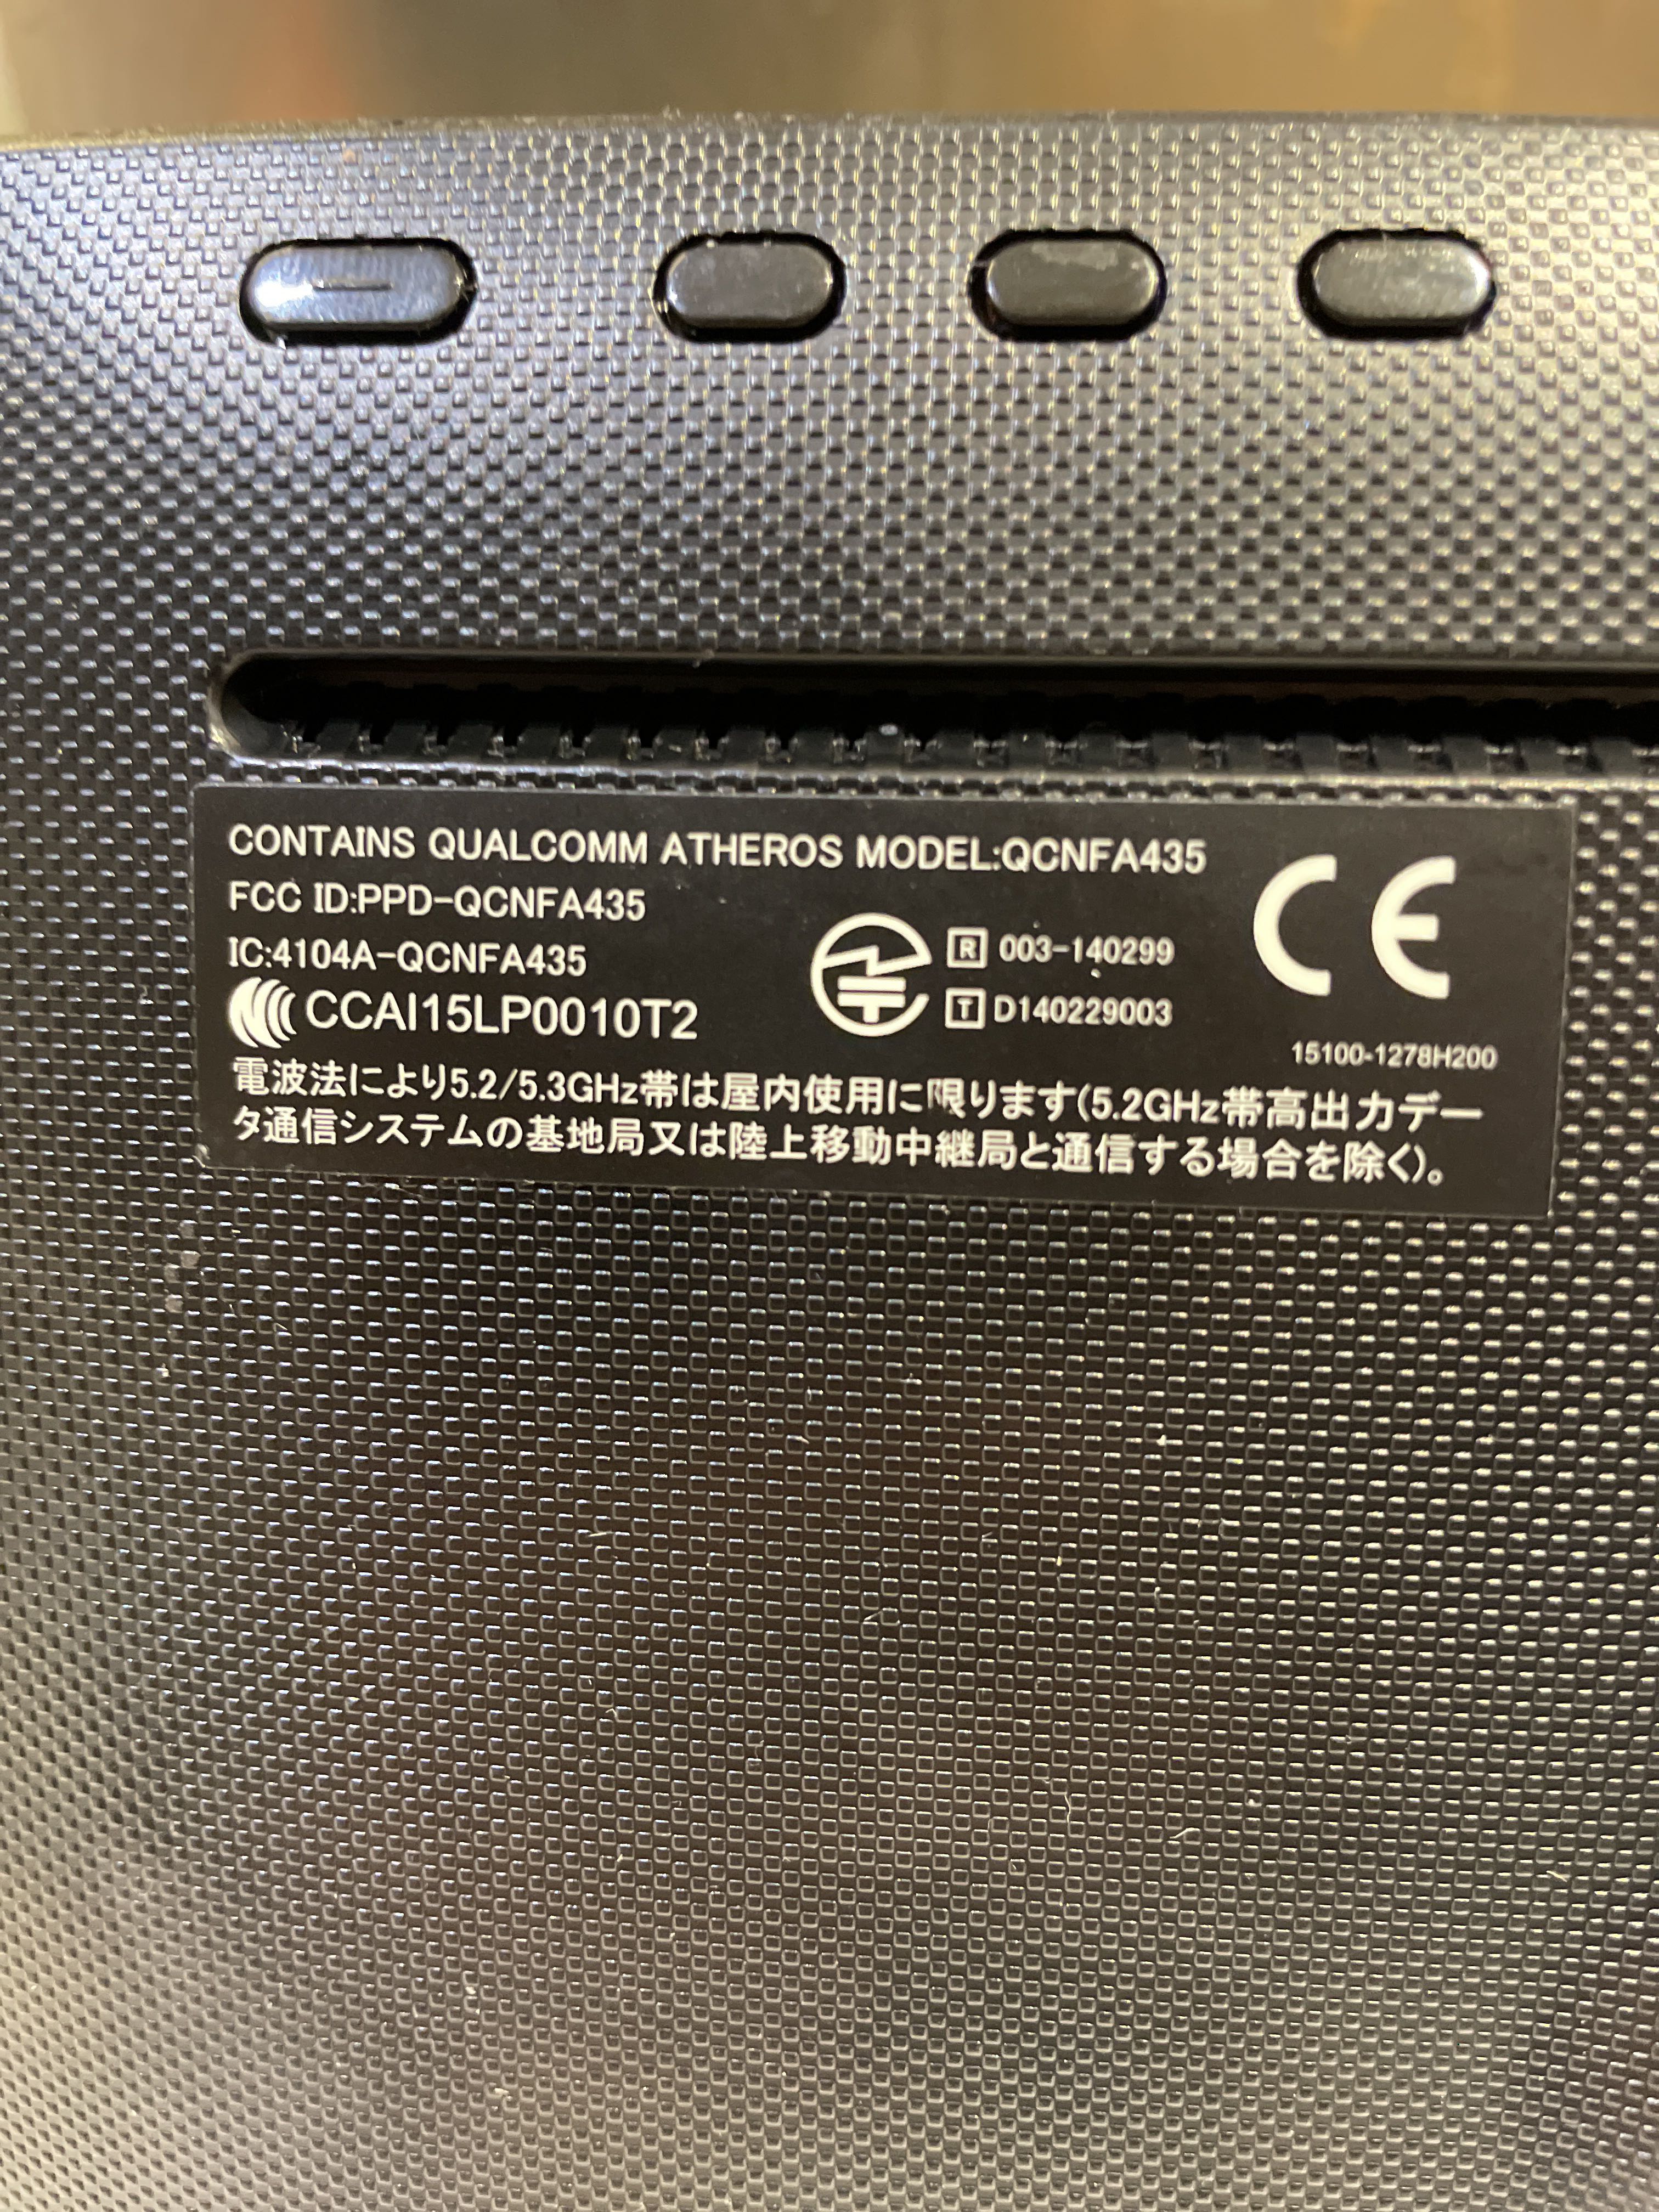 CONTAINS QUALCOMM ATHEROS MODEL:QCNFA435
FCC ID:PPD-QCNFA435
IC:4104A-QCNFA435
CCAI15LP0010T2
R 003-140299
T D140229003
CE
15100-1278H200
電波法により5.2/5.3GHz帯は屋内使用に限ります(5.2GHz帯高出力デー
タ通信システムの基地局又は陸上移動中継局と通信する場合を除く)。